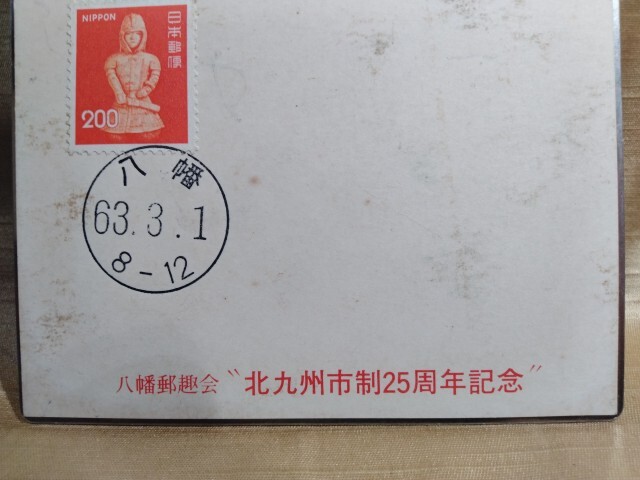 NIPPON
日本郵便
200
八幡
63.3.1
8-12
八幡郵趣会 〝北九州市制25周年記念〟